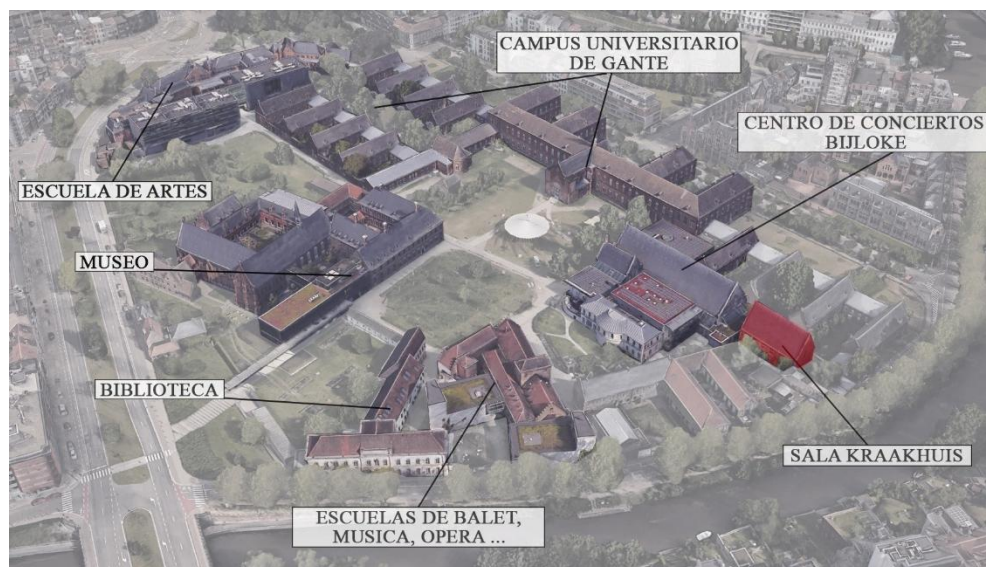 CAMPUS UNIVERSITARIO
DE GANTE
CENTRO DE CONCIERTOS
BIJLOKE
ESCUELA DE ARTES
MUSEO
BIBLIOTECA
SALA KRAAKHUIS
ESCUELAS DE BALET,
MUSICA, OPERA ...